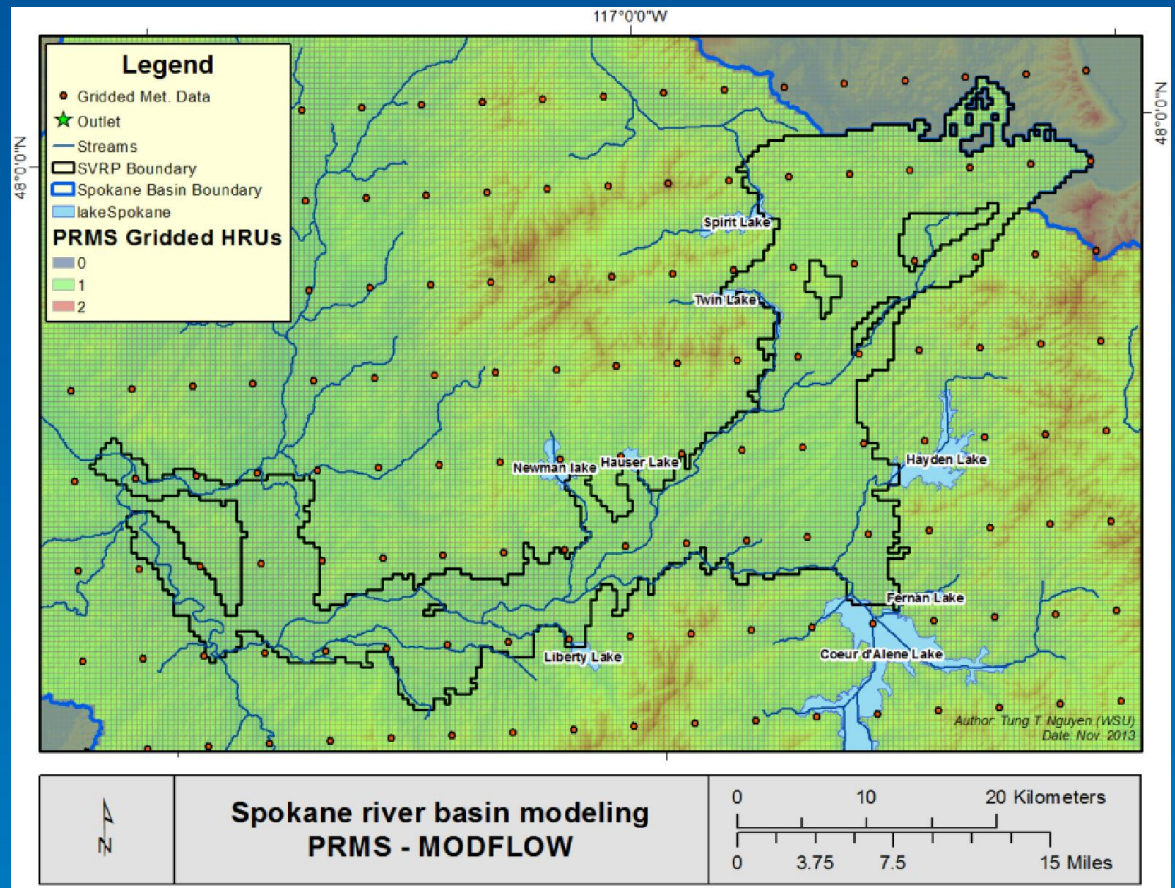 117°0'0"W
Legend
Gridded Met. Data
Outlet
Streams
SVRP Boundary
Spokane Basin Boundary
lakeSpokane
PRMS Gridded HRUs
0
1
2
48°0'0"N
48°0'0"N
Spirit Lake
Twin Lake
Newman lake
Hauser Lake
Hayden Lake
Fernan Lake
Liberty Lake
Coeur d'Alene Lake
Author: Tung T. Nguyen (WSU)
Date: Nov. 2013
N
Spokane river basin modeling
PRMS - MODFLOW
0 10 20 Kilometers
0 3.75 7.5 15 Miles